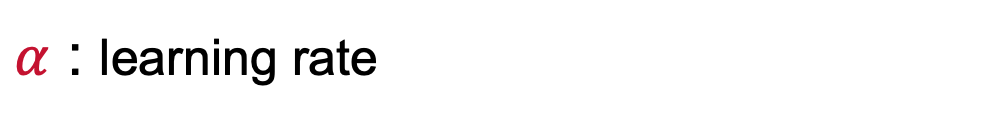 α : learning rate